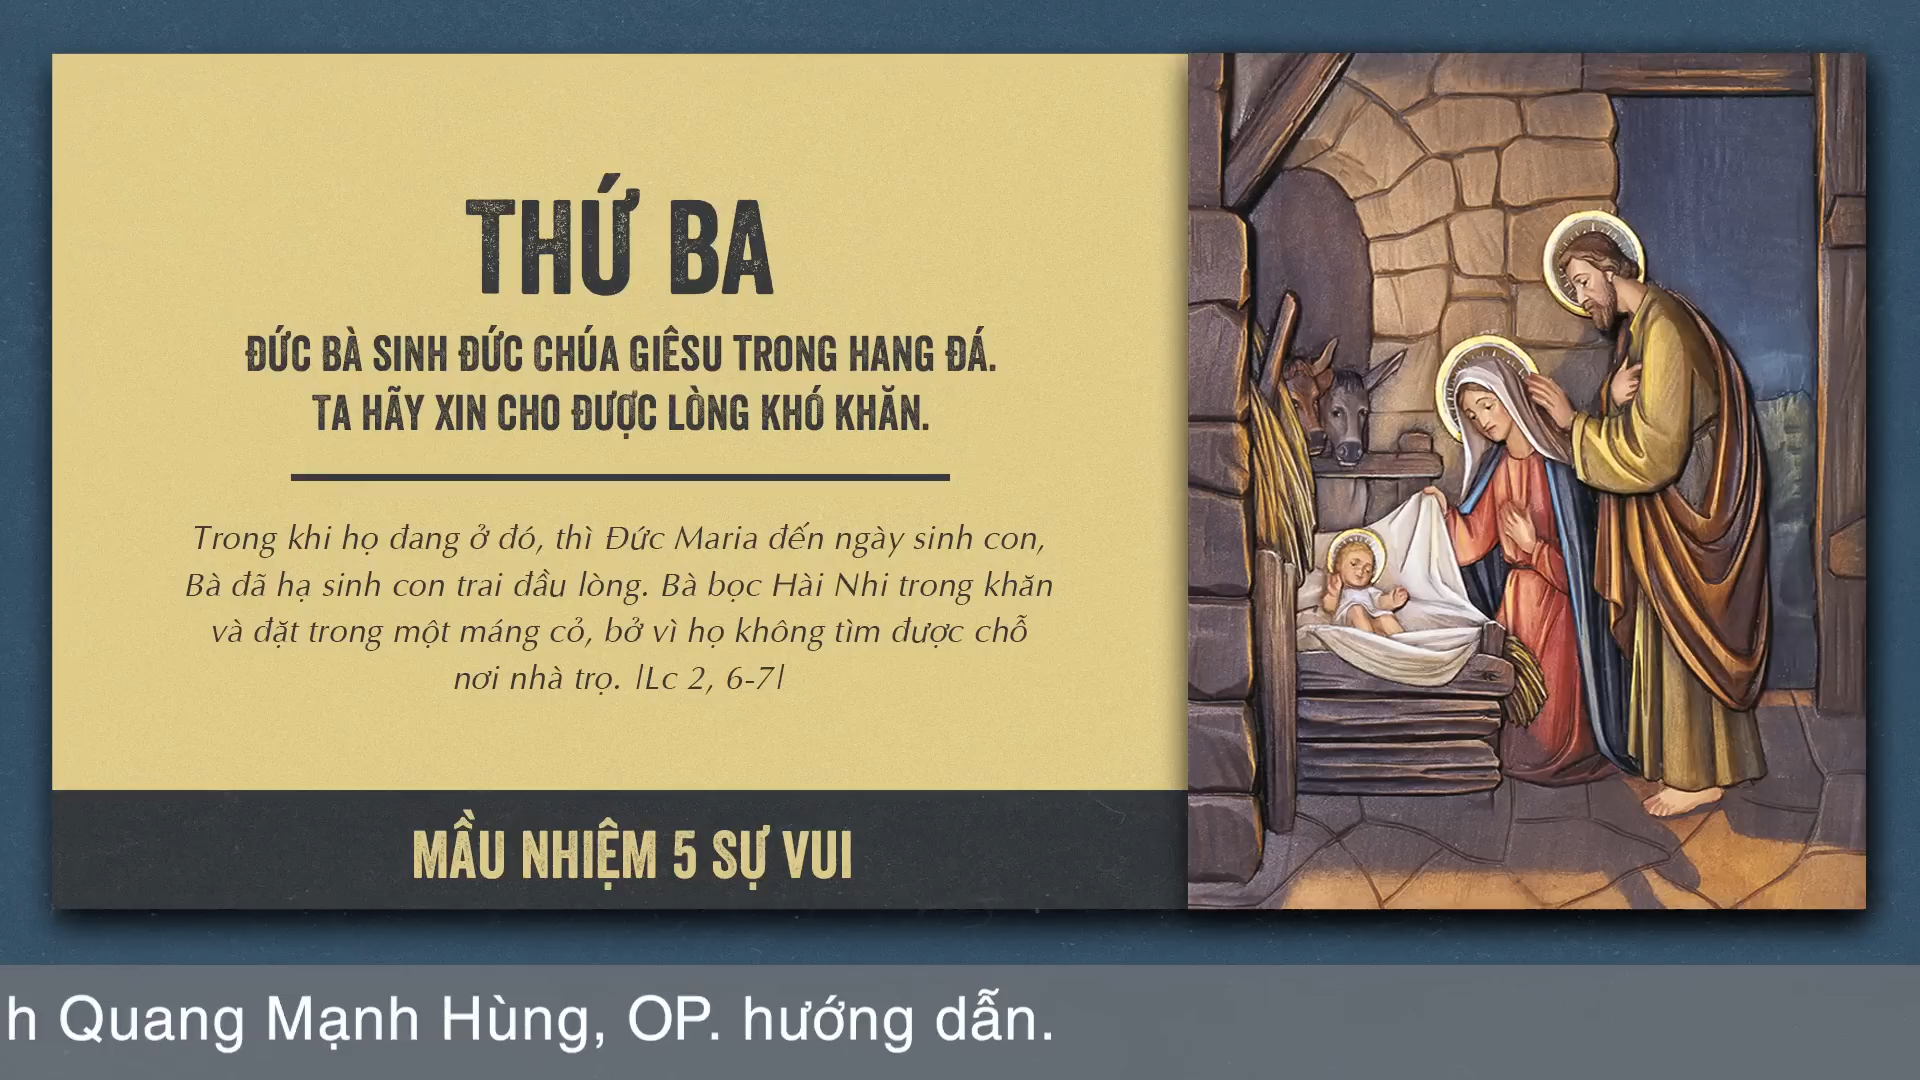 THỨ BA
ĐỨC BÀ SINH ĐỨC CHÚA GIÊSU TRONG HANG ĐÁ.
TA HÃY XIN CHO ĐƯỢC LÒNG KHÓ KHĂN.
Trong khi họ đang ở đó, thì Đức Maria đến ngày sinh con,
Bà đã hạ sinh con trai đầu lòng. Bà bọc Hài Nhi trong khăn
và đặt trong một máng cỏ, bở vì họ không tìm được chỗ
nơi nhà trọ. |Lc 2, 6-7|
MẦU NHIỆM 5 SỰ VUI
h Quang Mạnh Hùng, OP. hướng dẫn.